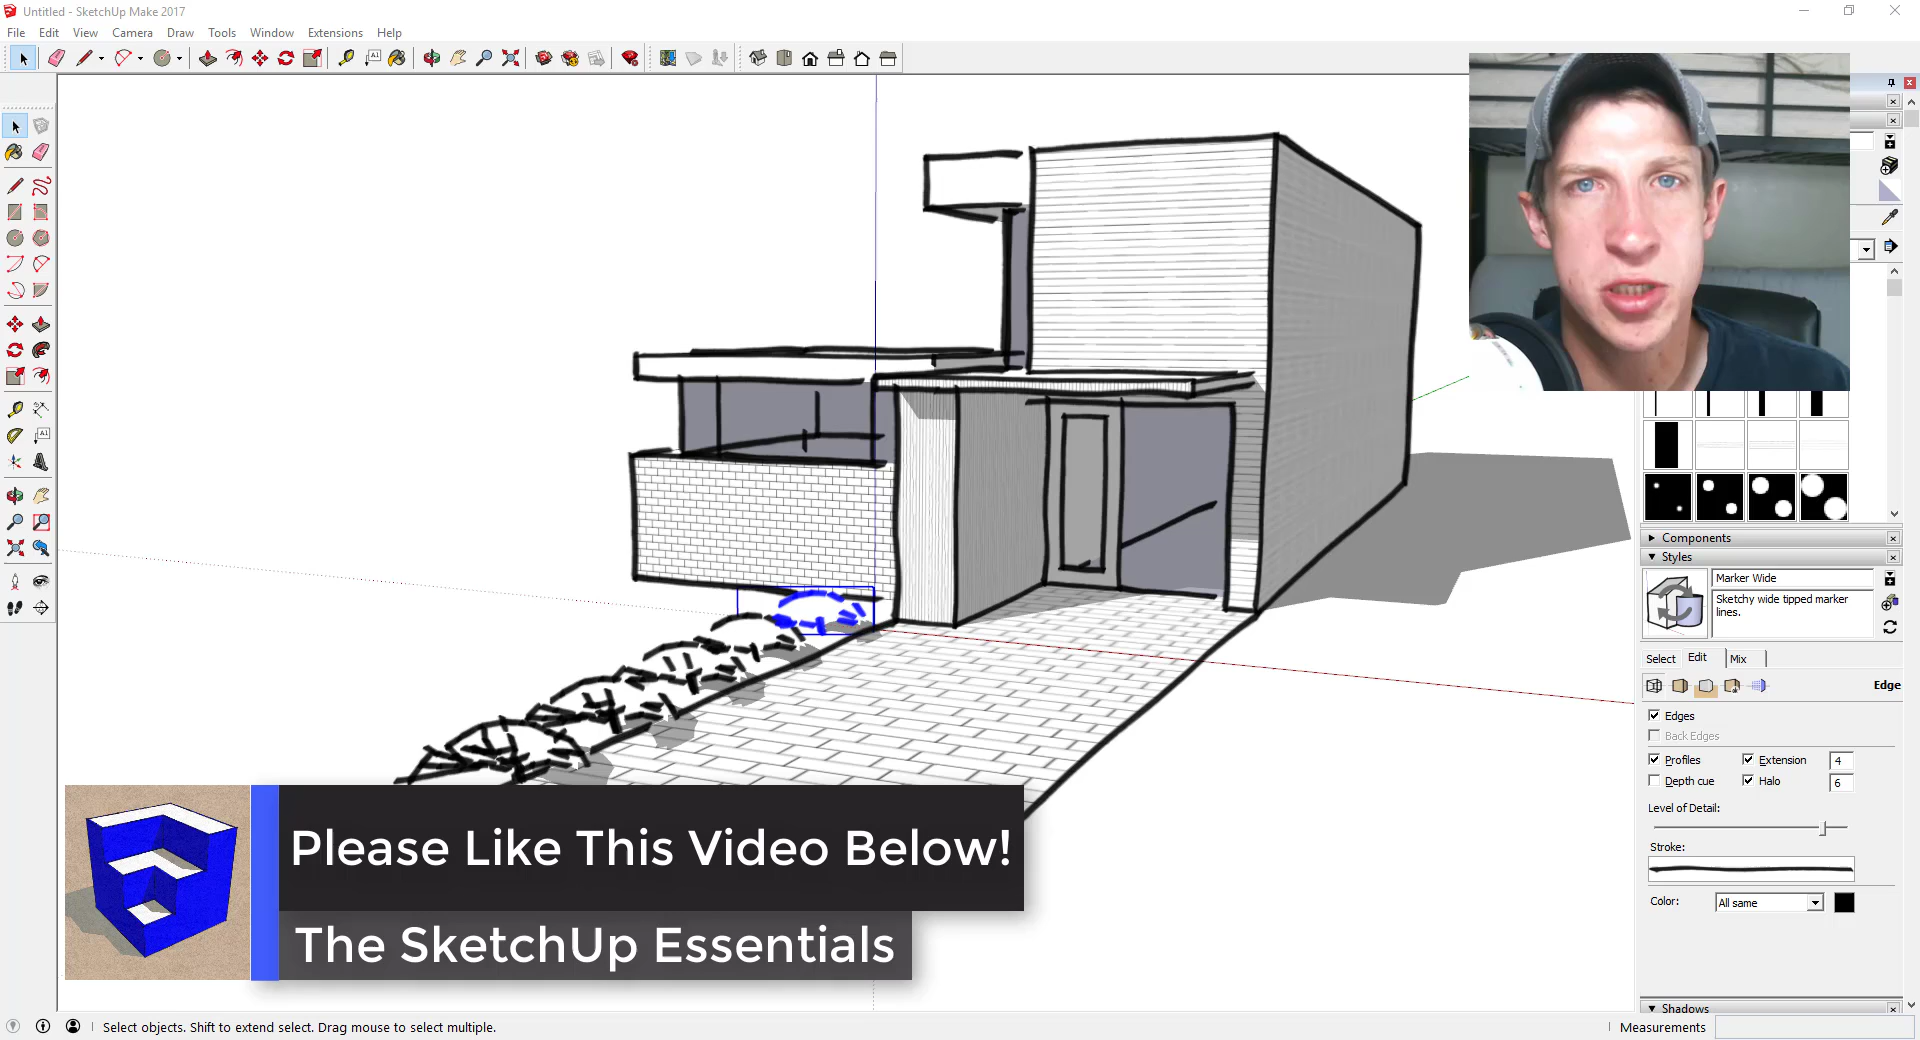 Untitled - SketchUp Make 2017
File Edit View Camera Draw Tools Window Extensions Help
A1
A1
Components
Styles
Marker Wide
Sketchy wide tipped marker
lines.
Select Edit Mix
Edge
Edges
Back Edges
Profiles Extension 4
Depth cue Halo 6
Level of Detail:
Stroke:
Color: All same
Shadows
Please Like This Video Below!
The SketchUp Essentials
Select objects. Shift to extend select. Drag mouse to select multiple.
Measurements